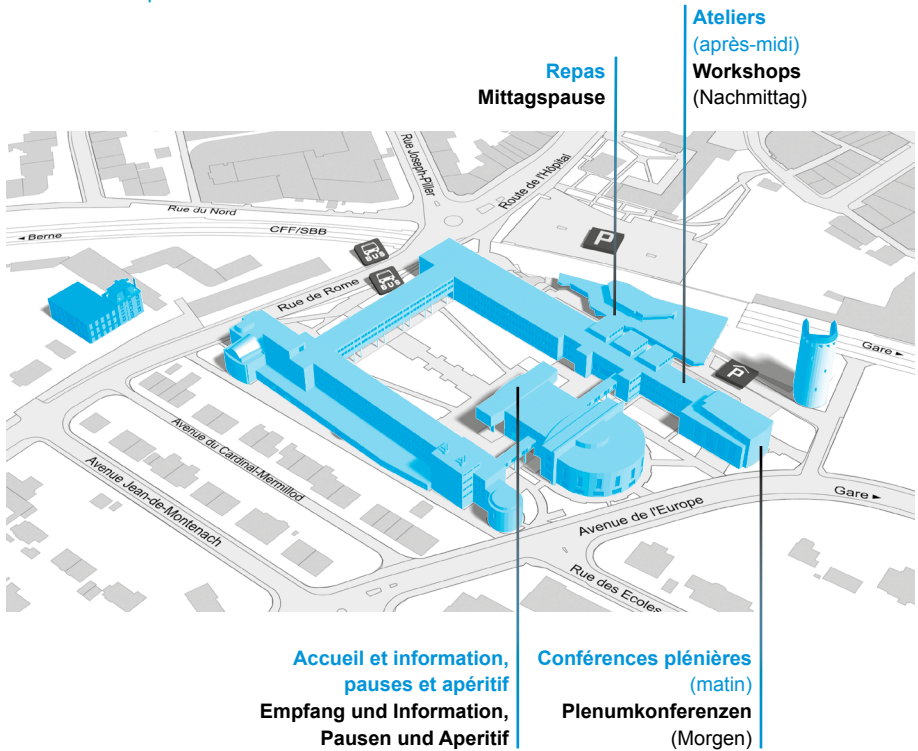 Ateliers
(après-midi)
Workshops
(Nachmittag)
Repas
Mittagspause
Rue Joseph-Piller
Route de l'Hôpital
Rue du Nord
CFF/SBB
◄ Berne
P
BUS
BUS
Rue de Rome
Gare ►
P
Avenue du Cardinal-Mermillod
Avenue Jean-de-Montenach
Gare ►
Avenue de l'Europe
Rue des Ecoles
Accueil et information,
pauses et apéritif
Empfang und Information,
Pausen und Aperitif
Conférences plénières
(matin)
Plenumkonferenzen
(Morgen)